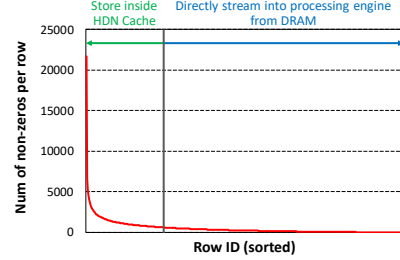 Store inside
HDN Cache
Directly stream into processing engine
from DRAM
25000
20000
15000
10000
5000
0
Num of non-zeros per row
Row ID (sorted)